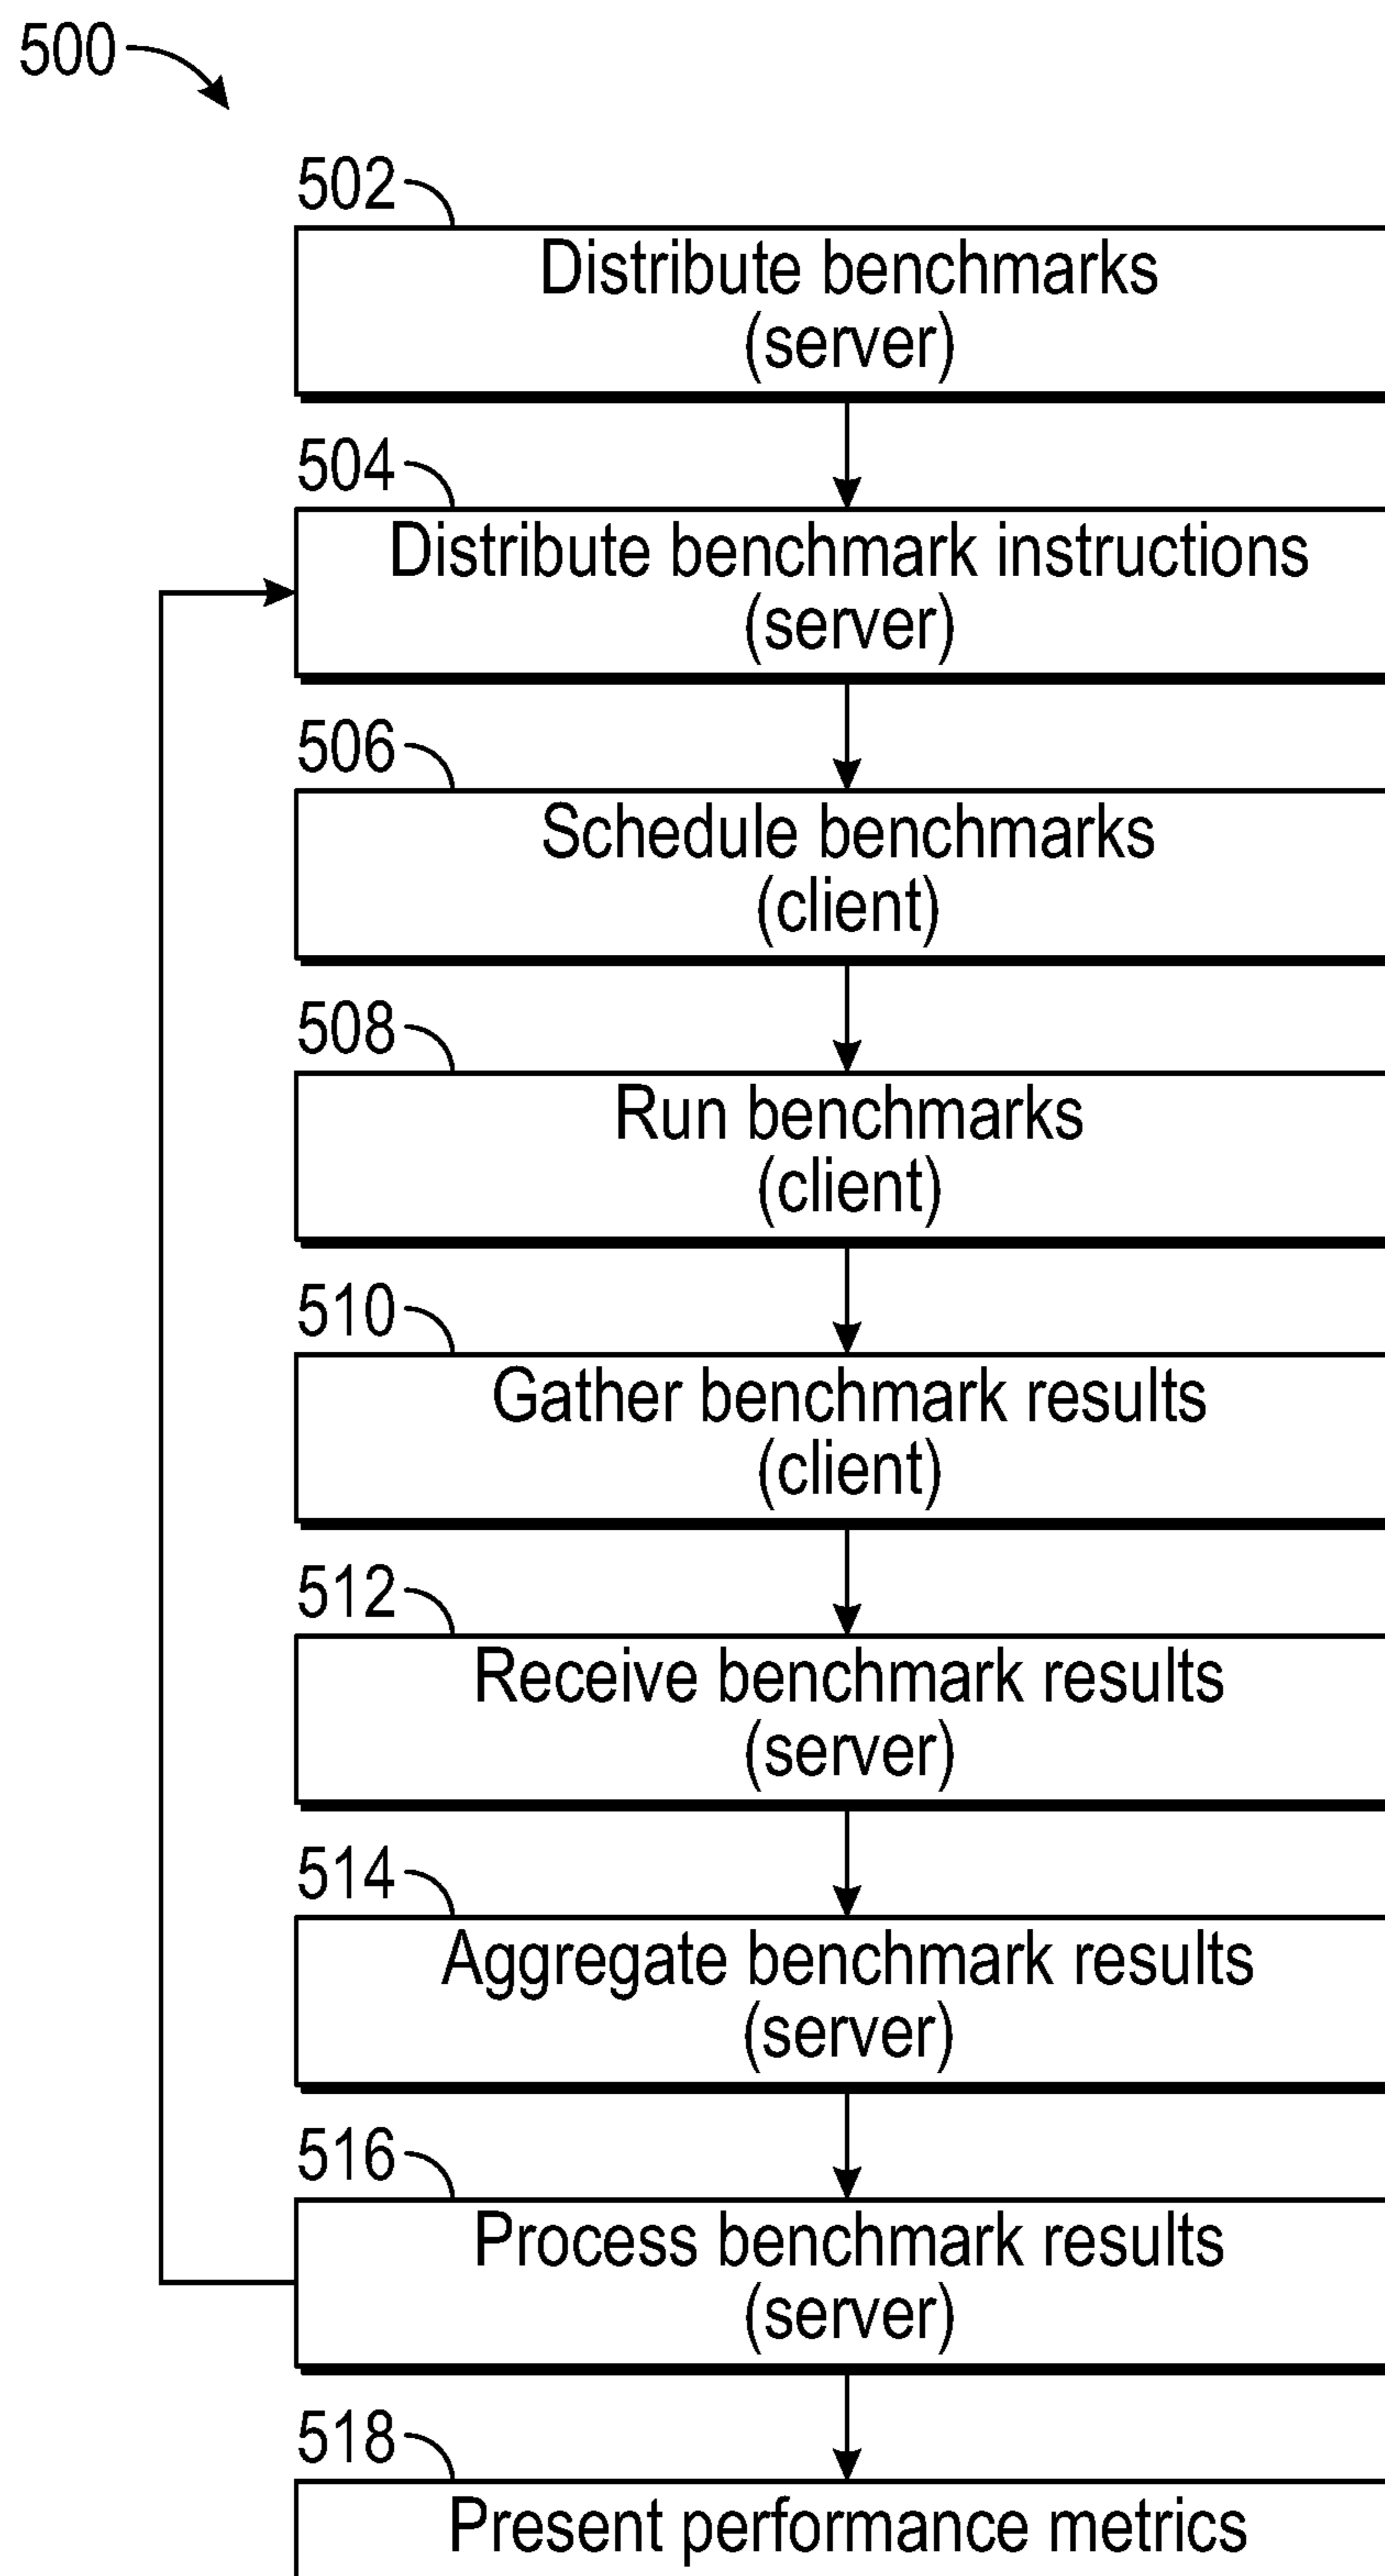 500
502
Distribute benchmarks
(server)
504
Distribute benchmark instructions
(server)
506
Schedule benchmarks
(client)
508
Run benchmarks
(client)
510
Gather benchmark results
(client)
512
Receive benchmark results
(server)
514
Aggregate benchmark results
(server)
516
Process benchmark results
(server)
518
Present performance metrics